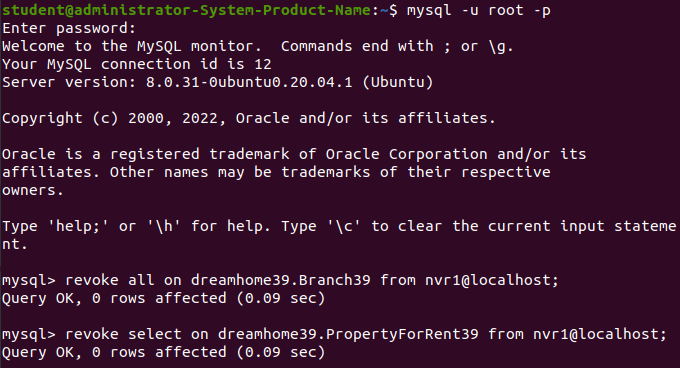 student@administrator-System-Product-Name:~$ mysql -u root -p
Enter password:
Welcome to the MySQL monitor.  Commands end with ; or \g.
Your MySQL connection id is 12
Server version: 8.0.31-0ubuntu0.20.04.1 (Ubuntu)
Copyright (c) 2000, 2022, Oracle and/or its affiliates.
Oracle is a registered trademark of Oracle Corporation and/or its
affiliates. Other names may be trademarks of their respective
owners.
Type 'help;' or '\h' for help. Type '\c' to clear the current input stateme
nt.
mysql> revoke all on dreamhome39.Branch39 from nvr1@localhost;
Query OK, 0 rows affected (0.09 sec)
mysql> revoke select on dreamhome39.PropertyForRent39 from nvr1@localhost;
Query OK, 0 rows affected (0.09 sec)